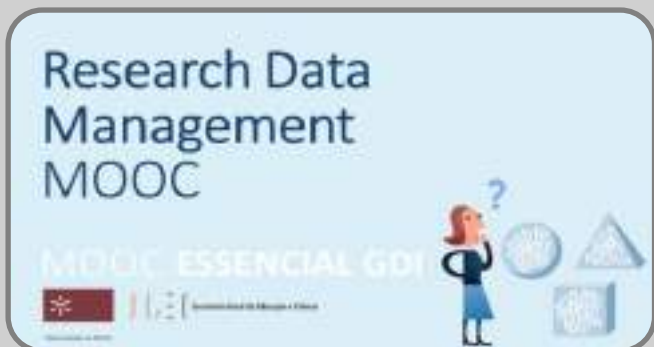 Research Data
Management
MOOC
?
MOOC ESSENCIAL GDI